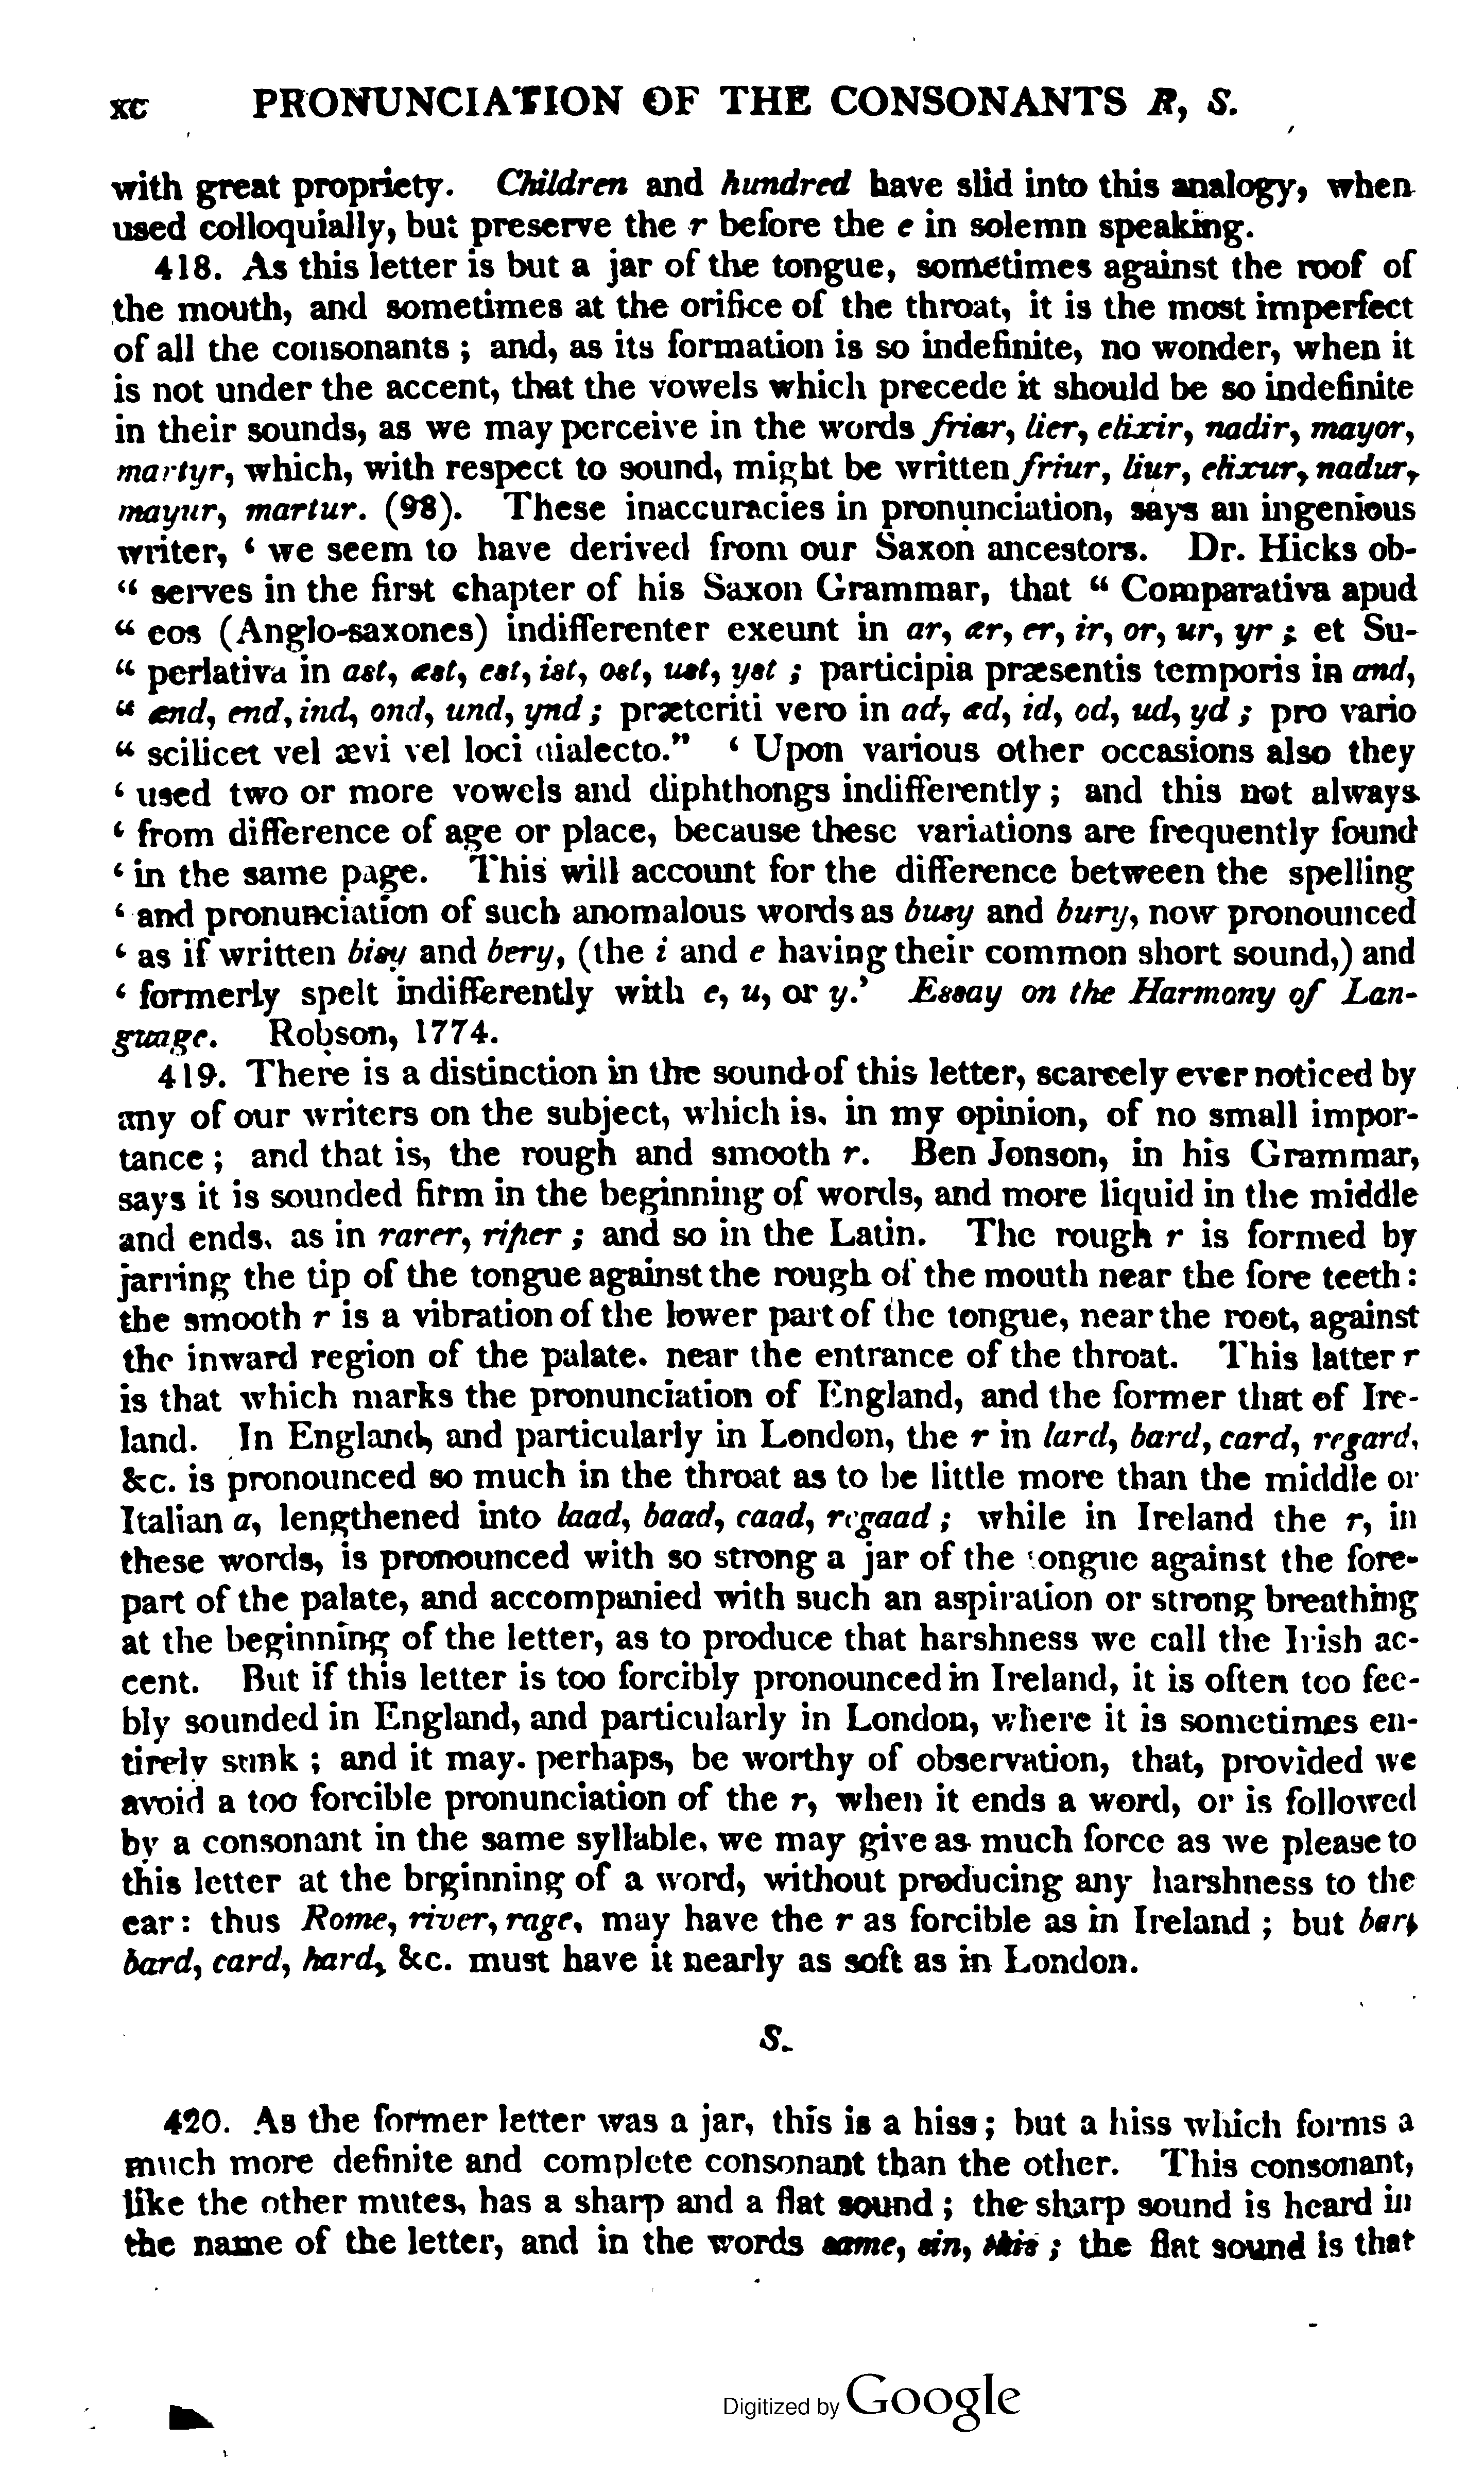 xc PRONUNCIATION OF THE CONSONANTS R, S.
with great propriety. Children and hundred have slid into this analogy, when
used colloquially, but preserve the r before the e in solemn speaking.
418. As this letter is but a jar of the tongue, sometimes against the roof of
the mouth, and sometimes at the orifice of the throat, it is the most imperfect
of all the consonants ; and, as its formation is so indefinite, no wonder, when it
is not under the accent, that the vowels which precede it should be so indefinite
in their sounds, as we may perceive in the words friar, lier, elixir, nadir, mayor,
martyr, which, with respect to sound, might be written friur, liur, elixur, nadur,
mayur, martur. (98). These inaccuracies in pronunciation, says an ingenious
writer, ‘ we seem to have derived from our Saxon ancestors. Dr. Hicks ob-
“ serves in the first chapter of his Saxon Grammar, that “ Comparativa apud
“ eos (Anglo-saxones) indifferenter exeunt in ar, ær, er, ir, or, ur, yr ; et Su-
“ perlativa in ast, æst, est, ist, ost, ust, yst ; participia præsentis temporis in and,
“ ænd, end, ind, ond, und, ynd ; præteriti vero in ad, æd, id, od, ud, yd ; pro vario
“ scilicet vel ævi vel loci dialecto.” ‘ Upon various other occasions also they
‘ used two or more vowels and diphthongs indifferently ; and this not always
‘ from difference of age or place, because these variations are frequently found
‘ in the same page. This will account for the difference between the spelling
‘ and pronunciation of such anomalous words as busy and bury, now pronounced
‘ as if written bisy and bery, (the i and e having their common short sound,) and
‘ formerly spelt indifferently with e, u, or y.’ Essay on the Harmony of Lan-
guage. Robson, 1774.
419. There is a distinction in the sound of this letter, scarcely ever noticed by
any of our writers on the subject, which is, in my opinion, of no small impor-
tance ; and that is, the rough and smooth r. Ben Jonson, in his Grammar,
says it is sounded firm in the beginning of words, and more liquid in the middle
and ends, as in rarer, riper ; and so in the Latin. The rough r is formed by
jarring the tip of the tongue against the rough of the mouth near the fore teeth :
the smooth r is a vibration of the lower part of the tongue, near the root, against
the inward region of the palate, near the entrance of the throat. This latter r
is that which marks the pronunciation of England, and the former that of Ire-
land. In England, and particularly in London, the r in lard, bard, card, regard,
&c. is pronounced so much in the throat as to be little more than the middle or
Italian a, lengthened into laad, baad, caad, regaad ; while in Ireland the r, in
these words, is pronounced with so strong a jar of the tongue against the fore-
part of the palate, and accompanied with such an aspiration or strong breathing
at the beginning of the letter, as to produce that harshness we call the Irish ac-
cent. But if this letter is too forcibly pronounced in Ireland, it is often too fee-
bly sounded in England, and particularly in London, where it is sometimes en-
tirely sunk ; and it may, perhaps, be worthy of observation, that, provided we
avoid a too forcible pronunciation of the r, when it ends a word, or is followed
by a consonant in the same syllable, we may give as much force as we please to
this letter at the brginning of a word, without producing any harshness to the
ear : thus Rome, river, rage, may have the r as forcible as in Ireland ; but bar,
bard, card, hard, &c. must have it nearly as soft as in London.
S.
420. As the former letter was a jar, this is a hiss ; but a hiss which forms a
much more definite and complete consonant than the other. This consonant,
like the other mutes, has a sharp and a flat sound ; the sharp sound is heard in
the name of the letter, and in the words same, sin, this ; the flat sound is that
Digitized by Google